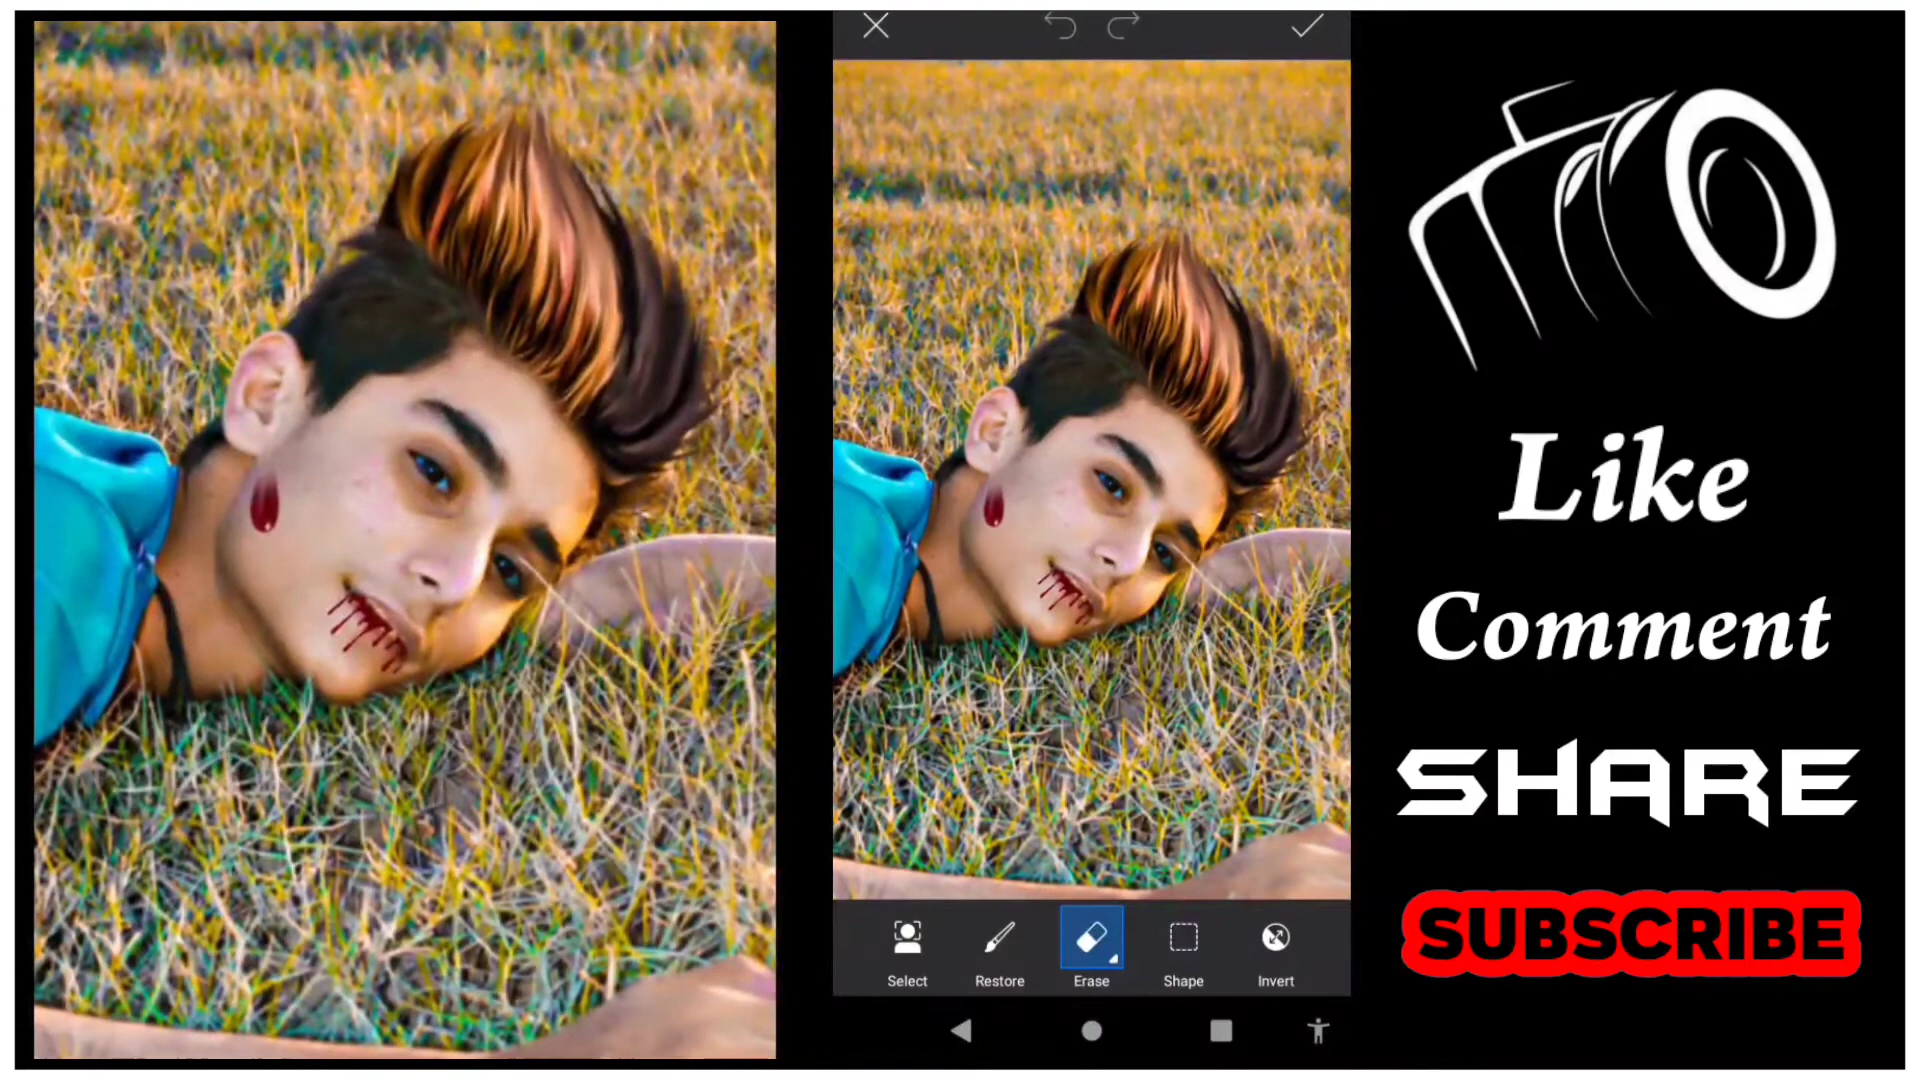 Select Restore Erase Shape Invert
Like
Comment
SHARE
SUBSCRIBE